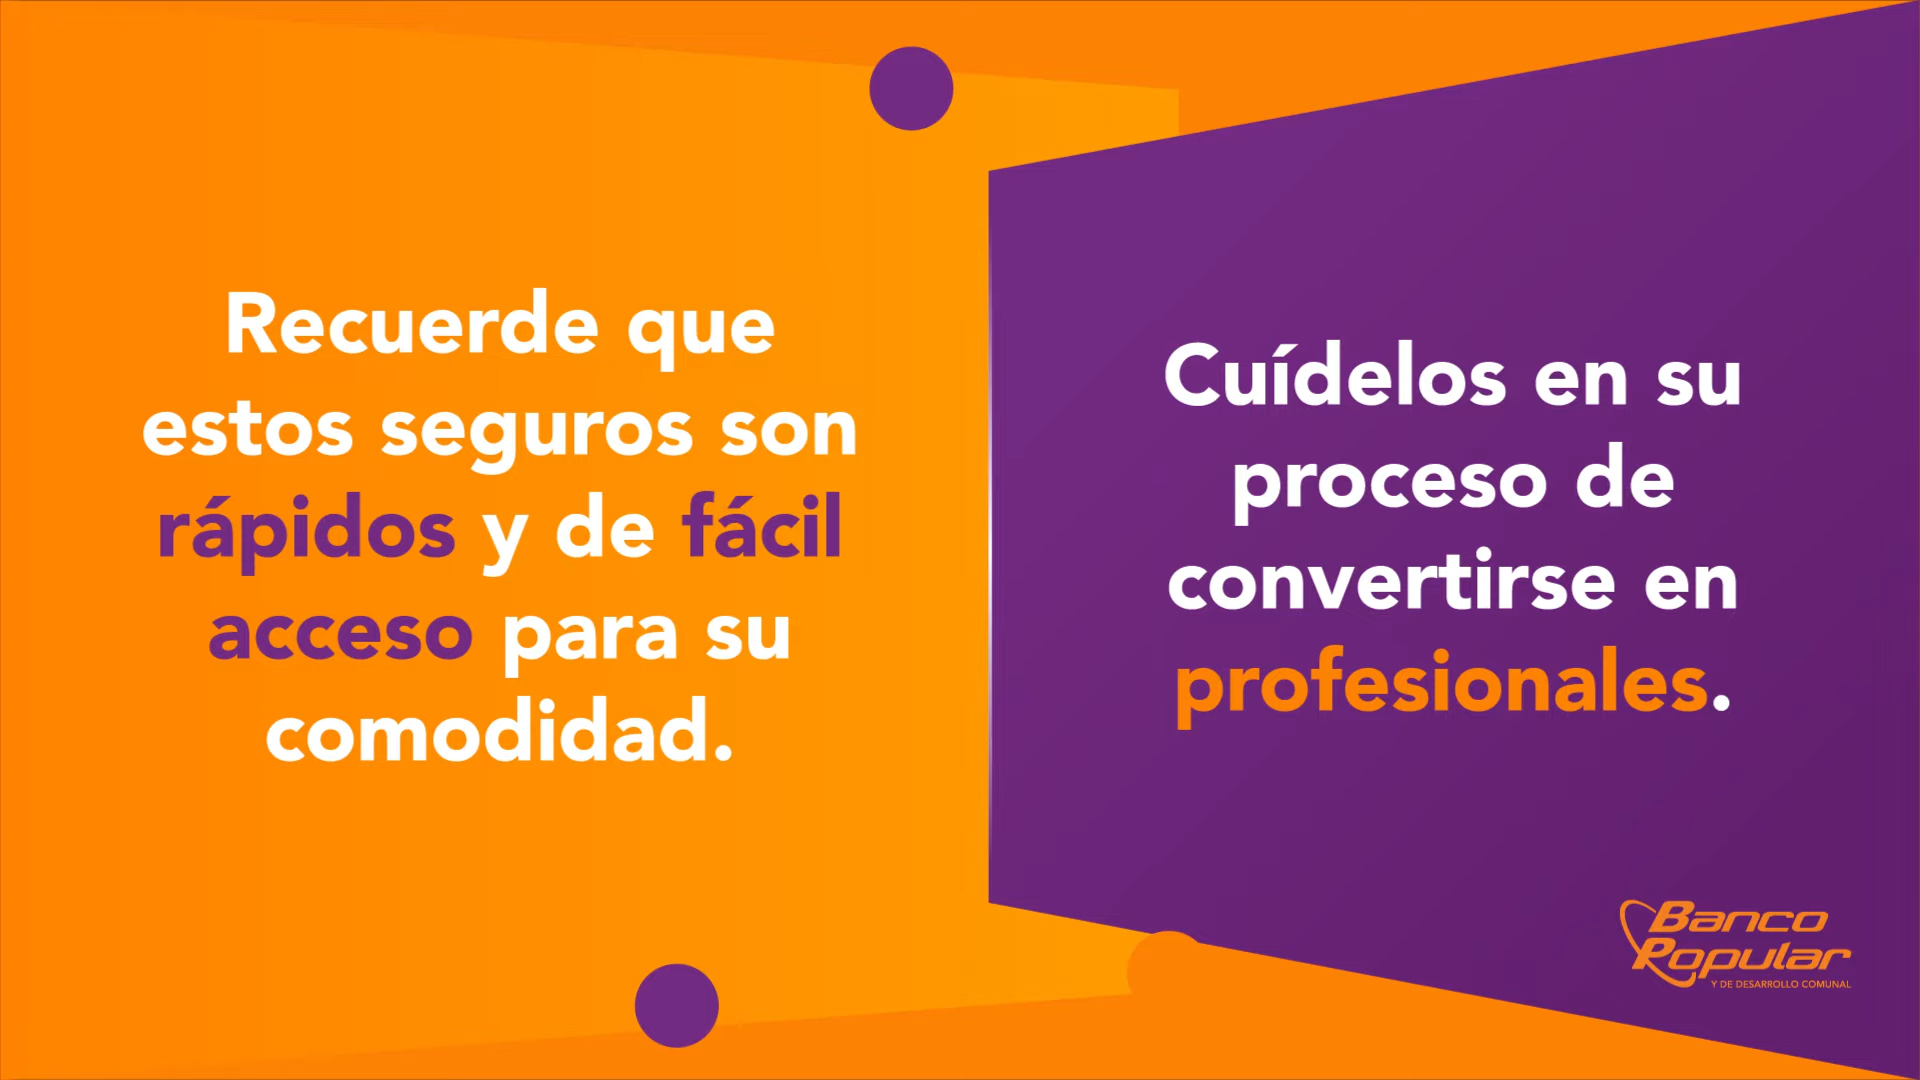 Recuerde que
estos seguros son
rápidos y de fácil
acceso para su
comodidad.
Cuídelos en su
proceso de
convertirse en
profesionales.
Banco
Popular
Y DE DESARROLLO COMUNAL